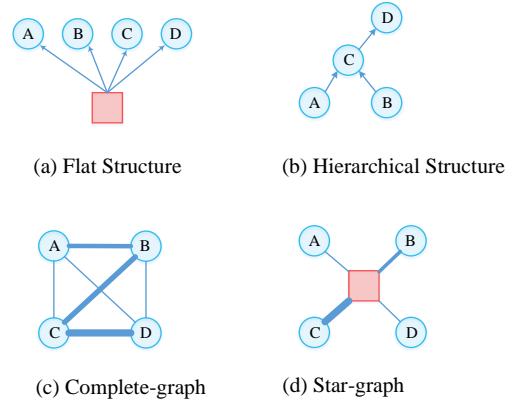 A B C D
D
C
A B
(a) Flat Structure
(b) Hierarchical Structure
A B
C D
(c) Complete-graph
A B
C D
(d) Star-graph